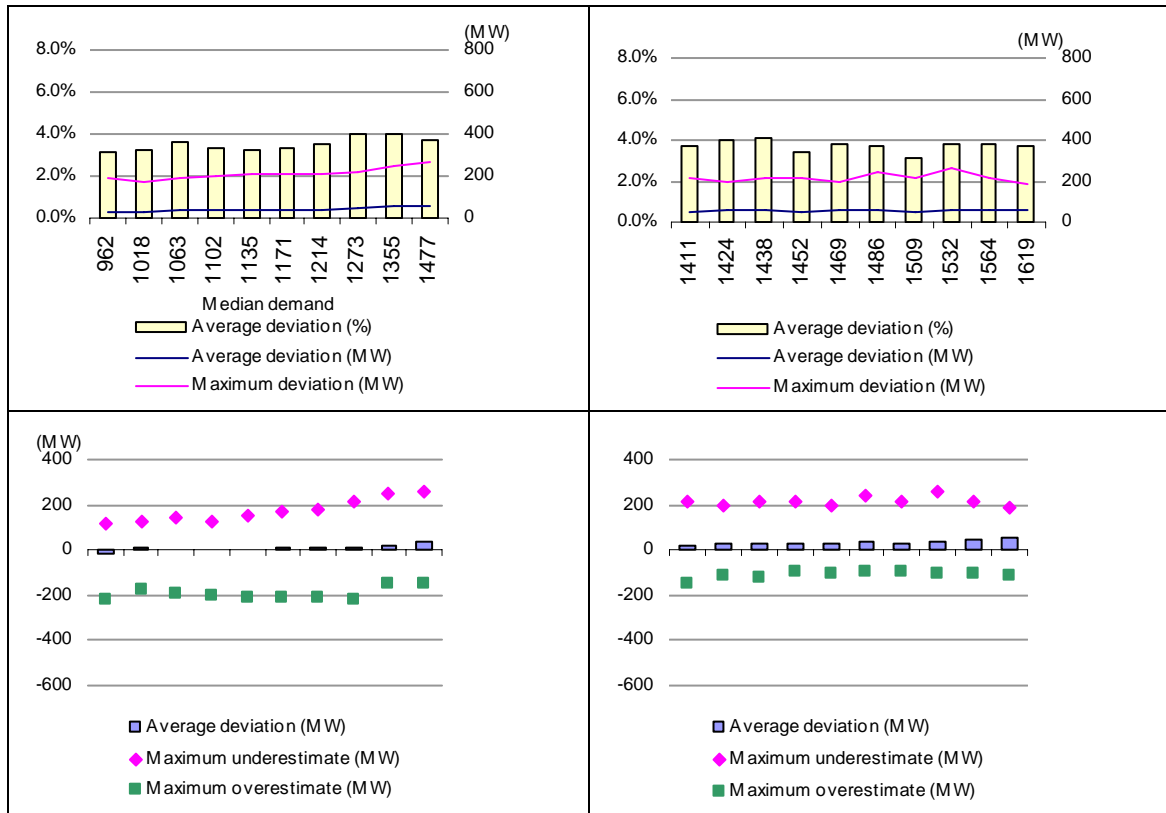 (MW)
8.0% 800
6.0% 600
4.0% 400
2.0% 200
0.0% 0
962 1018 1063 1102 1135 1171 1214 1273 1355 1477
Median demand
Average deviation (%)
Average deviation (MW)
Maximum deviation (MW)
(MW)
8.0% 800
6.0% 600
4.0% 400
2.0% 200
0.0% 0
1411 1424 1438 1452 1469 1486 1509 1532 1564 1619
Average deviation (%)
Average deviation (MW)
Maximum deviation (MW)
(MW)
400
200
0
-200
-400
-600
Average deviation (MW)
Maximum underestimate (MW)
Maximum overestimate (MW)
400
200
0
-200
-400
-600
Average deviation (MW)
Maximum underestimate (MW)
Maximum overestimate (MW)